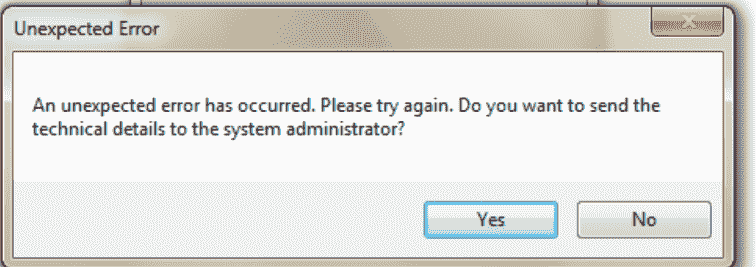 Unexpected Error
An unexpected error has occurred. Please try again. Do you want to send the
technical details to the system administrator?
Yes
No